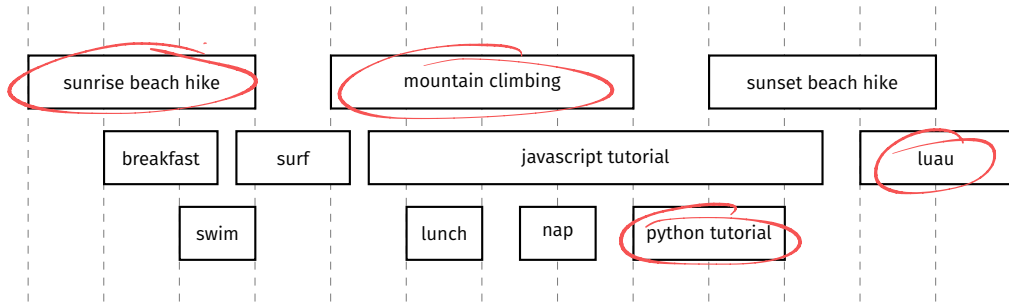 sunrise beach hike
mountain climbing
sunset beach hike
breakfast
surf
javascript tutorial
luau
swim
lunch
nap
python tutorial